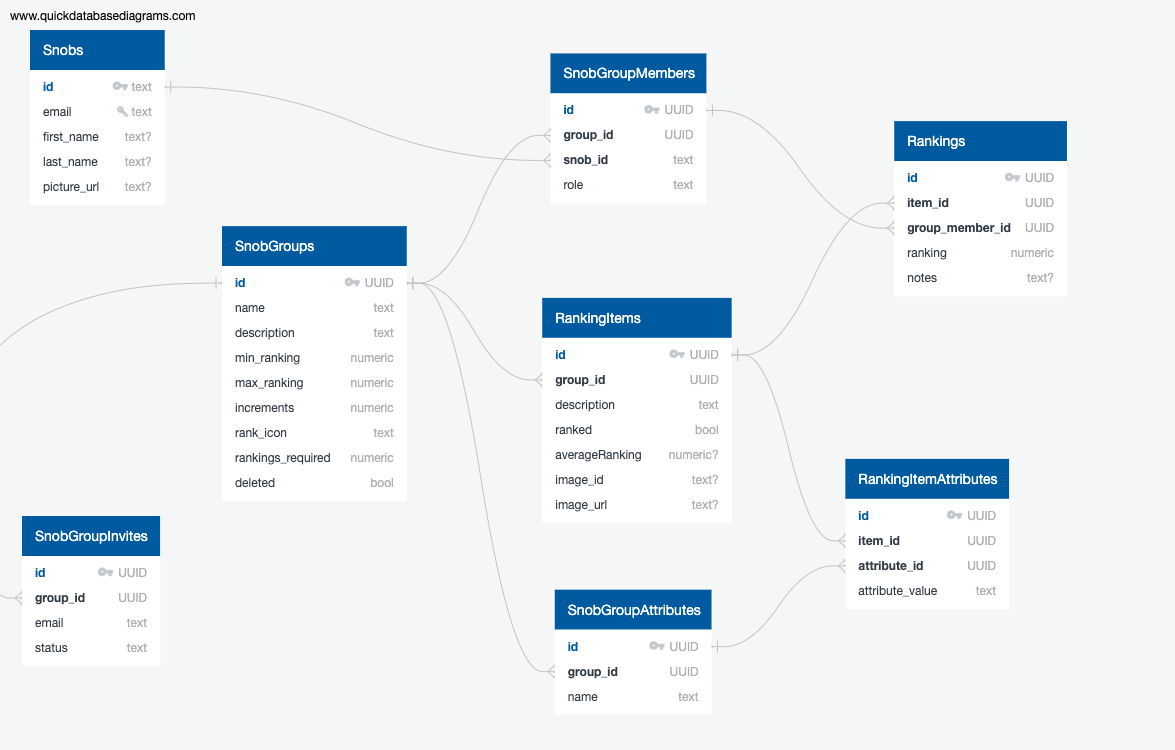 www.quickdatabasediagrams.com
Snobs
id text
email text
first_name text?
last_name text?
picture_url text?
SnobGroupMembers
id UUID
group_id UUID
snob_id text
role text
Rankings
id UUID
item_id UUID
group_member_id UUID
ranking numeric
notes text?
SnobGroups
id UUID
name text
description text
min_ranking numeric
max_ranking numeric
increments numeric
rank_icon text
rankings_required numeric
deleted bool
RankingItems
id UUID
group_id UUID
description text
ranked bool
averageRanking numeric?
image_id text?
image_url text?
RankingItemAttributes
id UUID
item_id UUID
attribute_id UUID
attribute_value text
SnobGroupInvites
id UUID
group_id UUID
email text
status text
SnobGroupAttributes
id UUID
group_id UUID
name text